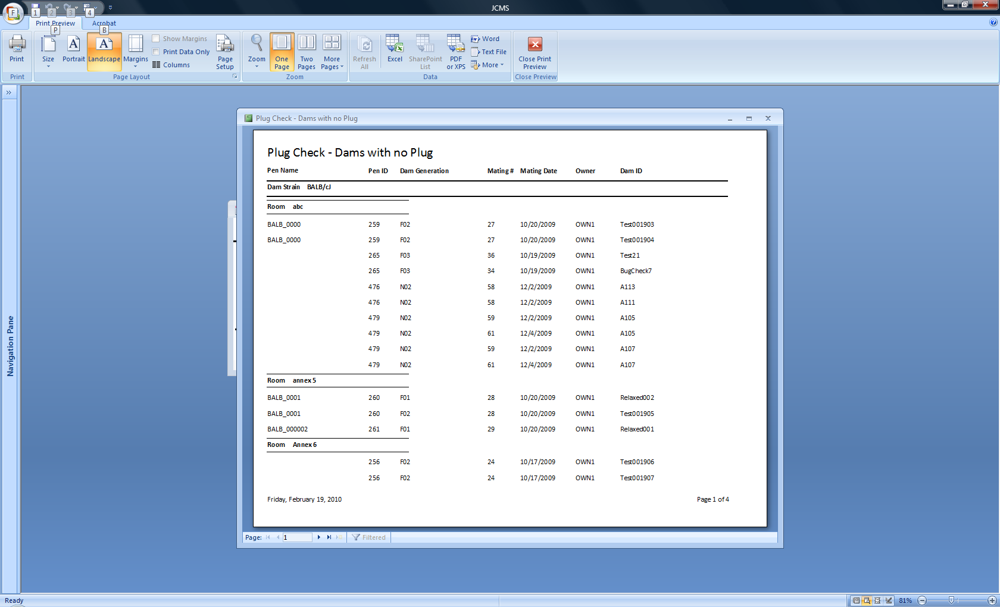 JCMS
F 1 2 3 4
Print Preview Acrobat
P B
Print
Size
Portrait
Landscape
Margins
Show Margins
Print Data Only
Columns
Page Setup
Zoom
One Page
Two Pages
More Pages
Refresh All
Excel
SharePoint List
PDF or XPS
Word
Text File
More
Close Print Preview
Print Page Layout Zoom Data Close Preview
Navigation Pane
Plug Check - Dams with no Plug
Plug Check - Dams with no Plug
Pen Name Pen ID Dam Generation Mating # Mating Date Owner Dam ID
Dam Strain BALB/cJ
Room abc
BALB_0000 259 F02 27 10/20/2009 OWN1 Test001903
BALB_0000 259 F02 27 10/20/2009 OWN1 Test001904
265 F03 36 10/19/2009 OWN1 Test21
265 F03 34 10/19/2009 OWN1 BugCheck7
476 N02 58 12/2/2009 OWN1 A113
476 N02 58 12/2/2009 OWN1 A111
479 N02 59 12/2/2009 OWN1 A105
479 N02 61 12/4/2009 OWN1 A105
479 N02 59 12/2/2009 OWN1 A107
479 N02 61 12/4/2009 OWN1 A107
Room annex 5
BALB_0001 260 F01 28 10/20/2009 OWN1 Relaxed002
BALB_0001 260 F02 28 10/20/2009 OWN1 Test001905
BALB_000002 261 F01 29 10/20/2009 OWN1 Relaxed001
Room Annex 6
256 F02 24 10/17/2009 OWN1 Test001906
256 F02 24 10/17/2009 OWN1 Test001907
Friday, February 19, 2010 Page 1 of 4
Page: 1 Filtered
Ready 81%